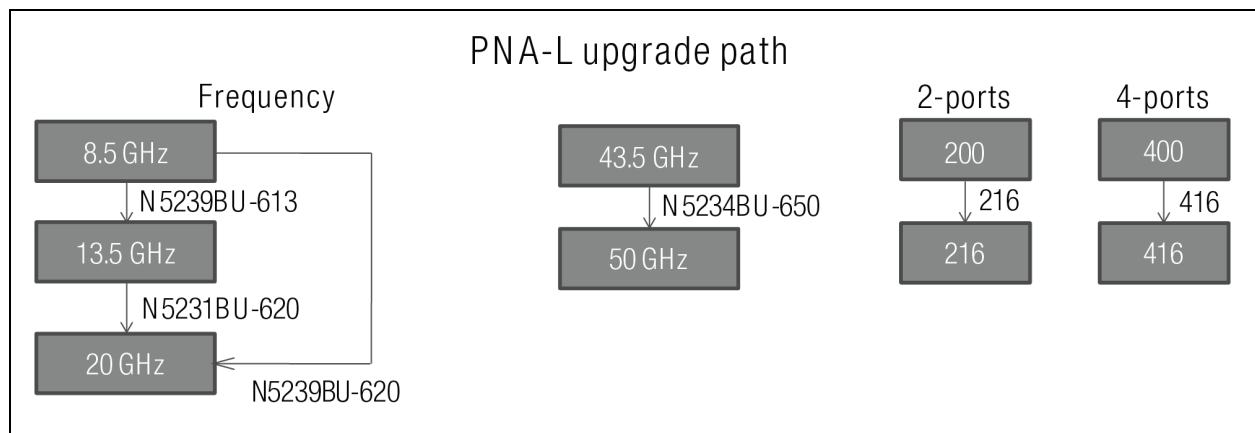 PNA-L upgrade path
Frequency
8.5 GHz
N5239BU-613
13.5 GHz
N5231BU-620
20 GHz
N5239BU-620
43.5 GHz
N5234BU-650
50 GHz
2-ports
200
216
216
4-ports
400
416
416